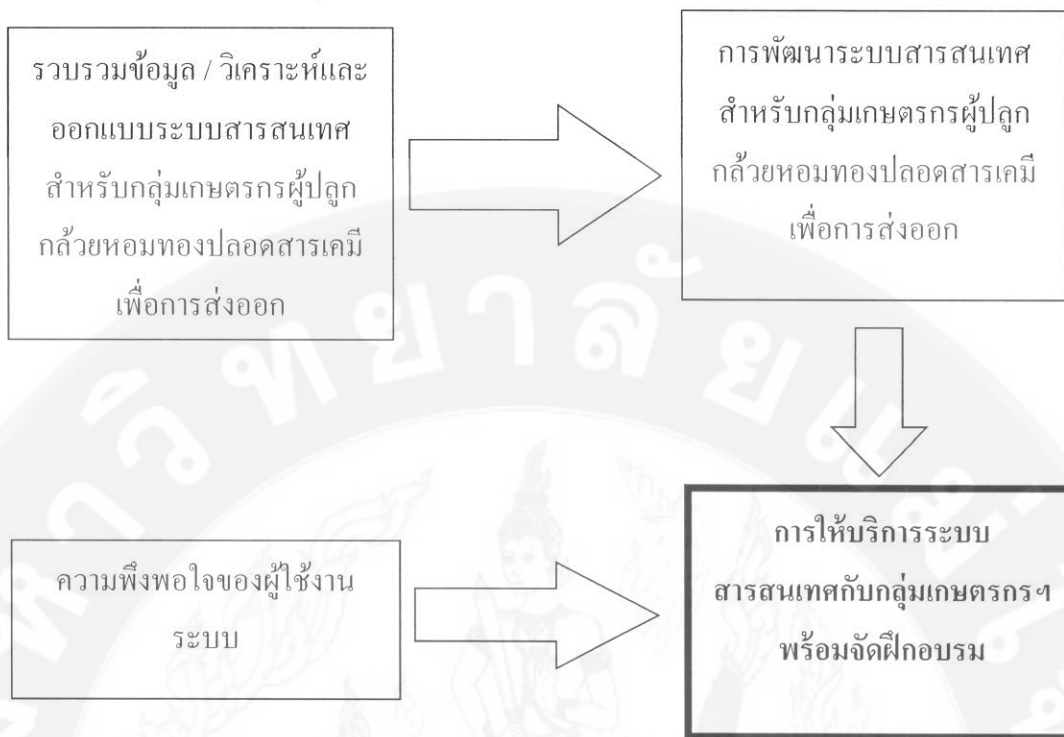 รวบรวมข้อมูล / วิเคราะห์และ
ออกแบบระบบสารสนเทศ
สำหรับกลุ่มเกษตรกรผู้ปลูก
กล้วยหอมทองปลอดสารเคมี
เพื่อการส่งออก
การพัฒนาระบบสารสนเทศ
สำหรับกลุ่มเกษตรกรผู้ปลูก
กล้วยหอมทองปลอดสารเคมี
เพื่อการส่งออก
ความพึงพอใจของผู้ใช้งาน
ระบบ
การให้บริการระบบ
สารสนเทศกับกลุ่มเกษตรกรฯ
พร้อมจัดฝึกอบรม